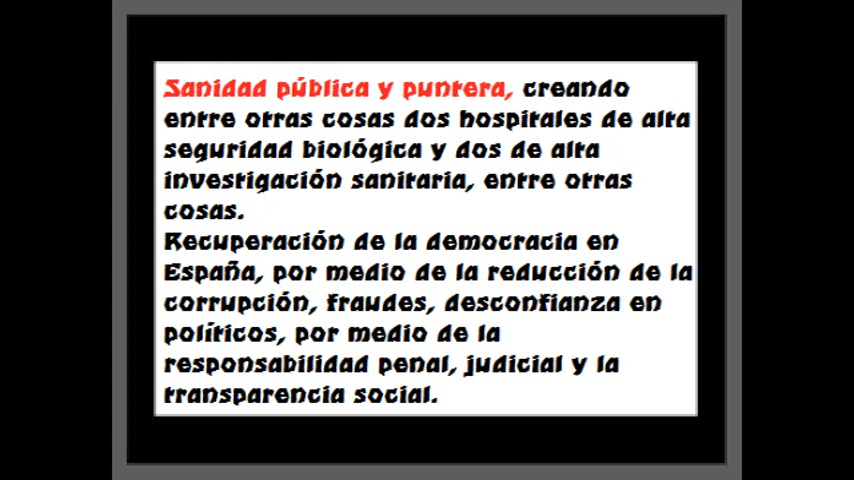 Sanidad pública y puntera, creando
entre otras cosas dos hospitales de alta
seguridad biológica y dos de alta
investigación sanitaria, entre otras
cosas.
Recuperación de la democracia en
España, por medio de la reducción de la
corrupción, fraudes, desconfianza en
políticos, por medio de la
responsabilidad penal, judicial y la
transparencia social.